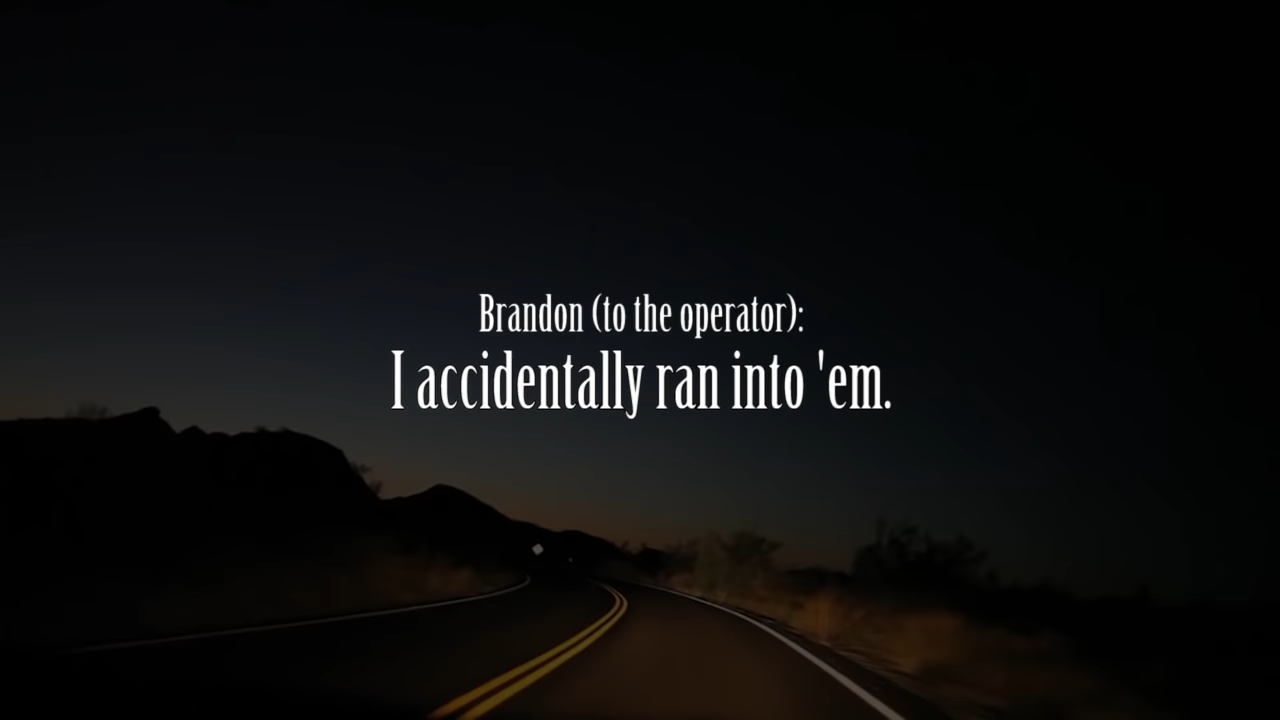 Brandon (to the operator):
I accidentally ran into 'em.